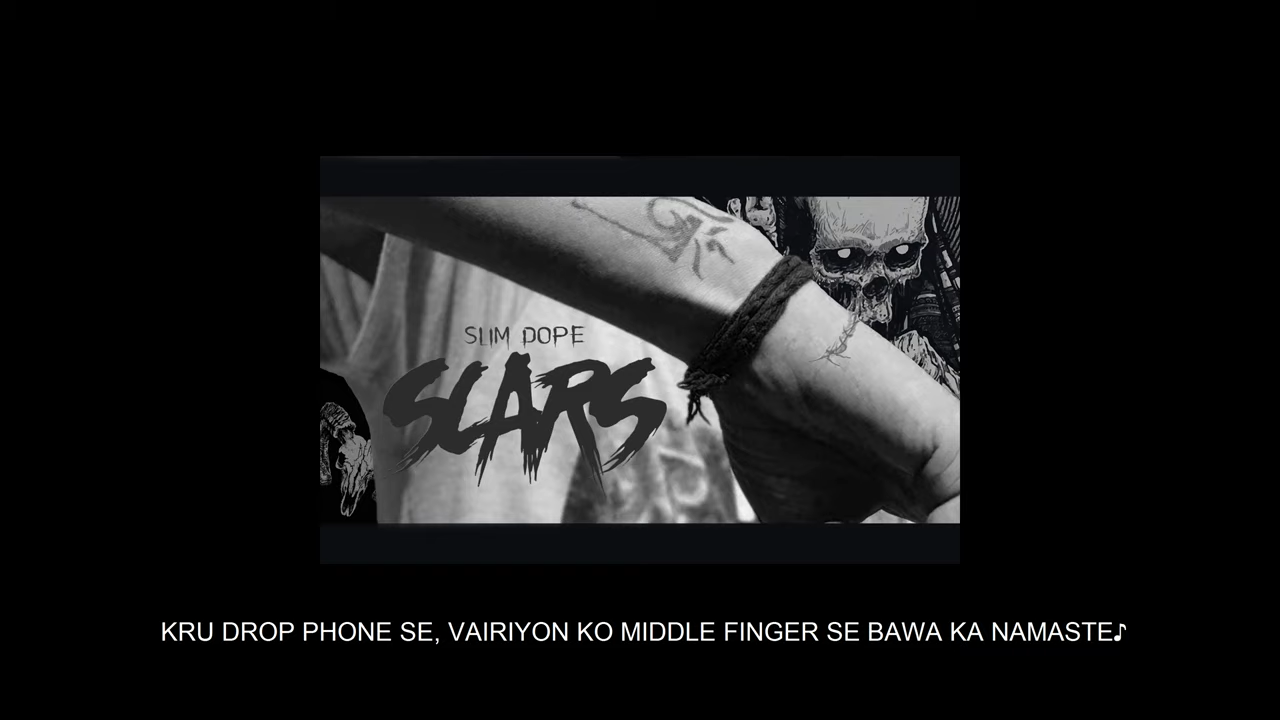 SLIM DOPE
SCARS
KRU DROP PHONE SE, VAIRIYON KO MIDDLE FINGER SE BAWA KA NAMASTE♪